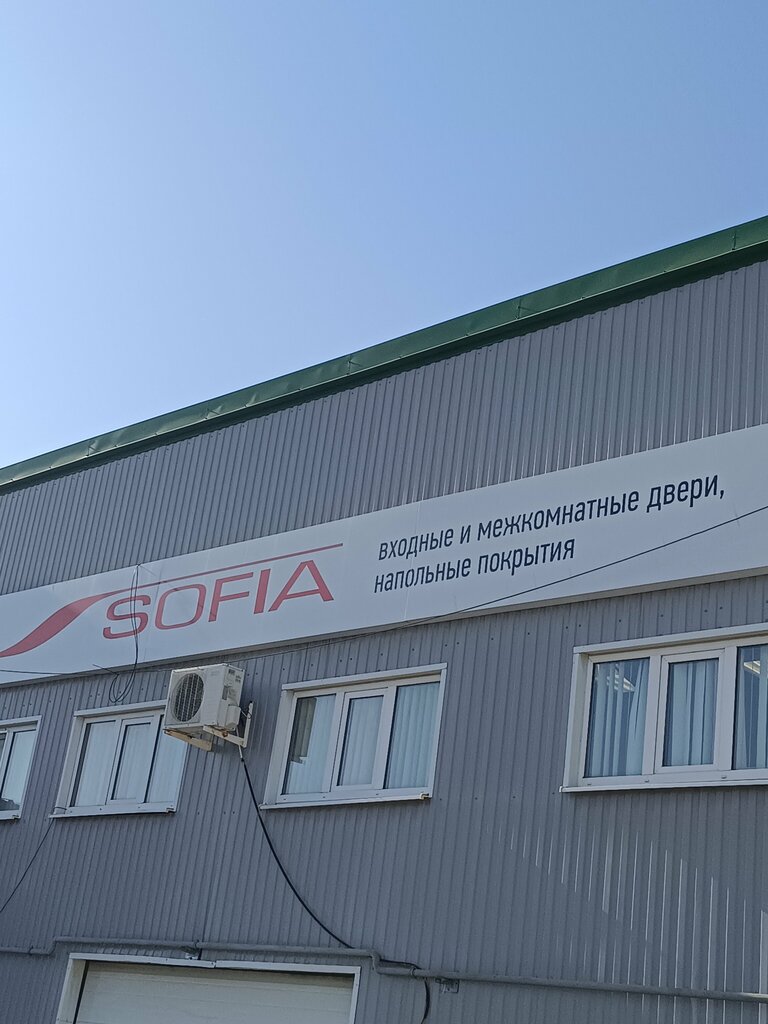 SOFIA
входные и межкомнатные двери,
напольные покрытия